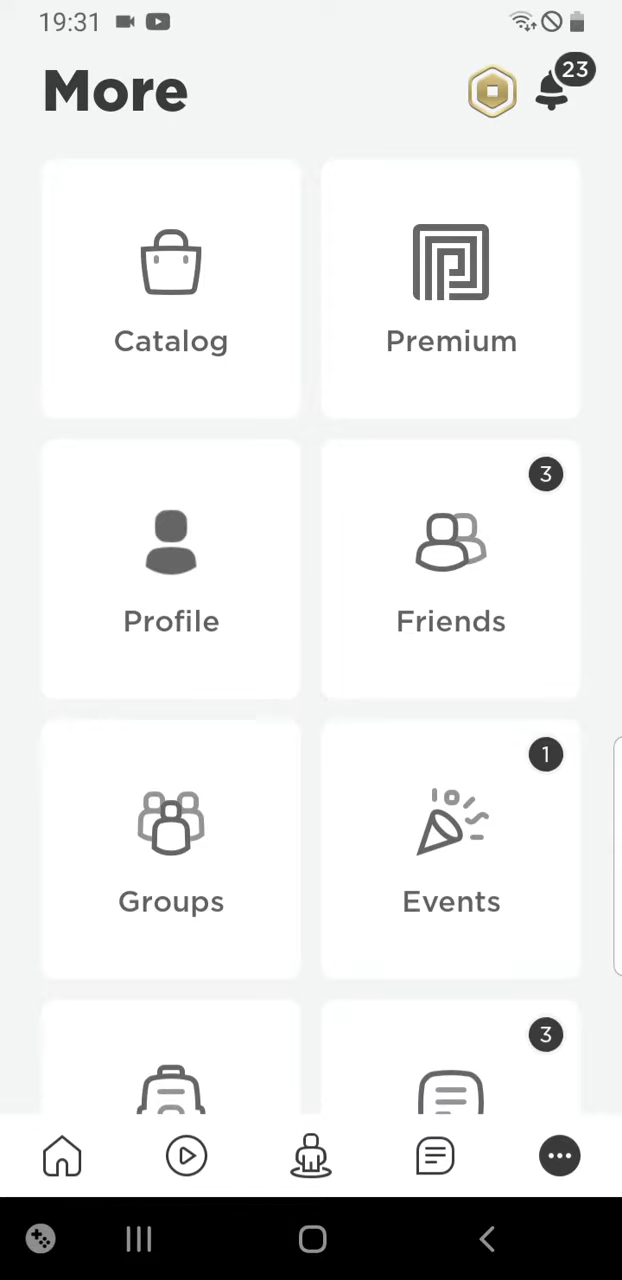 19:31
More
23
Catalog
Premium
Profile
3
Friends
Groups
1
Events
3